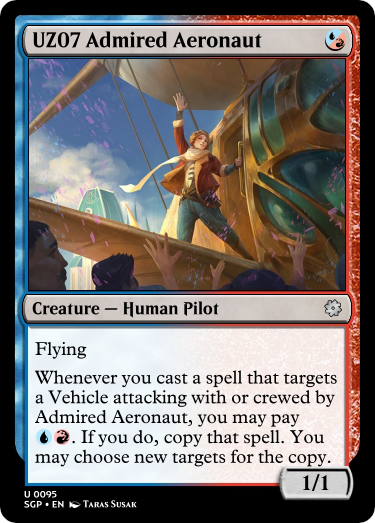 UZ07 Admired Aeronaut
Creature — Human Pilot
Flying
Whenever you cast a spell that targets
a Vehicle attacking with or crewed by
Admired Aeronaut, you may pay
. If you do, copy that spell. You
may choose new targets for the copy.
1/1
U 0095
SGP • EN Taras Susak